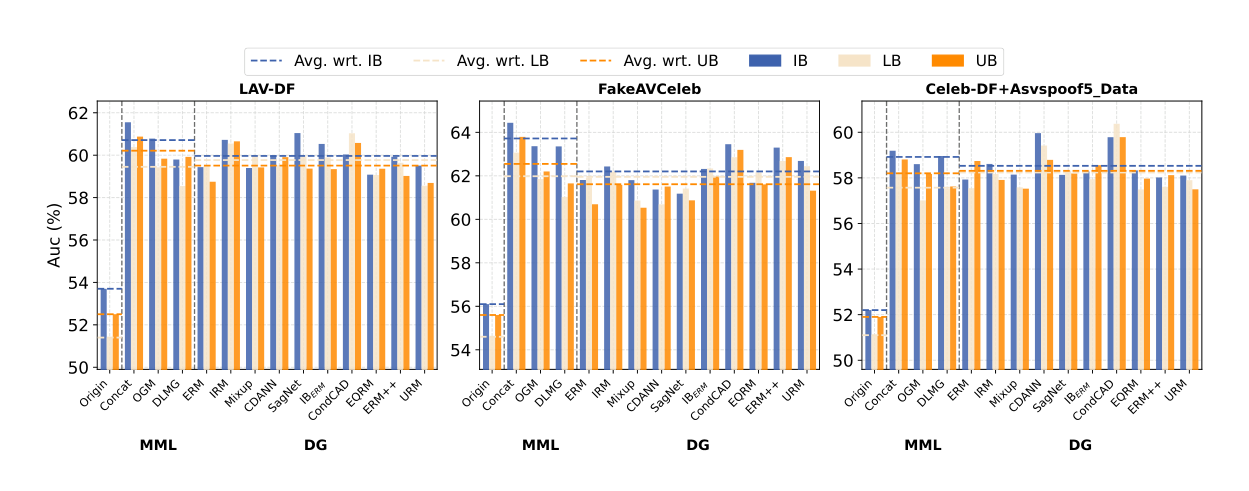 Avg. wrt. IB Avg. wrt. LB Avg. wrt. UB IB LB UB
LAV-DF FakeAVCeleb Celeb-DF+Asvspoof5_Data
Auc (%)
62
60
58
56
54
52
50
64
62
60
58
56
54
60
58
56
54
52
50
Origin Concat OGM DLMG ERM IRM Mixup CDANN SagNet IB_ERM CondCAD EQRM ERM++ URM
Origin Concat OGM DLMG ERM IRM Mixup CDANN SagNet IB_ERM CondCAD EQRM ERM++ URM
Origin Concat OGM DLMG ERM IRM Mixup CDANN SagNet IB_ERM CondCAD EQRM ERM++ URM
MML DG MML DG MML DG